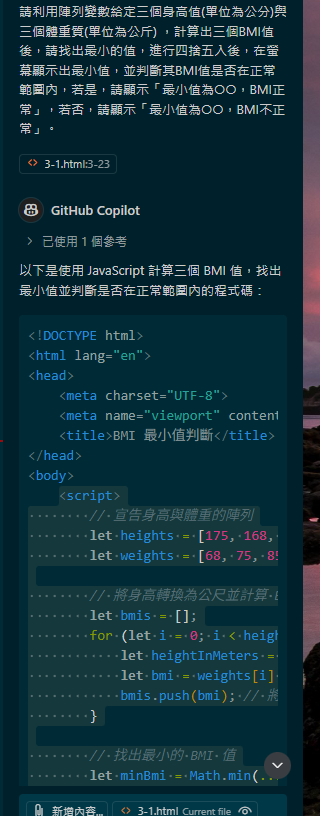 請利用陣列變數給定三個身高值(單位為公分)與
三個體重質(單位為公斤) ，計算出三個BMI值
後，請找出最小的值，進行四捨五入後，在螢
幕顯示出最小值，並判斷其BMI值是否在正常
範圍內，若是，請顯示「最小值為○○，BMI正
常」，若否，請顯示「最小值為○○，BMI不正
常」。
<> 3-1.html:3-23
GitHub Copilot
> 已使用 1 個參考
以下是使用 JavaScript 計算三個 BMI 值，找出
最小值並判斷是否在正常範圍內的程式碼：
<!DOCTYPE html>
<html lang="en">
<head>
<meta charset="UTF-8">
<meta name="viewport" content
<title>BMI 最小值判斷</title>
</head>
<body>
<script>
// 宣告身高與體重的陣列
let heights = [175, 168,
let weights = [68, 75, 85
// 將身高轉換為公尺並計算
let bmis = [];
for (let i = 0; i < heigh
let heightInMeters =
let bmi = weights[i]
bmis.push(bmi); // 將
}
// 找出最小的 BMI 值
let minBmi = Math.min(..
新增內容... <> 3-1.html Current file